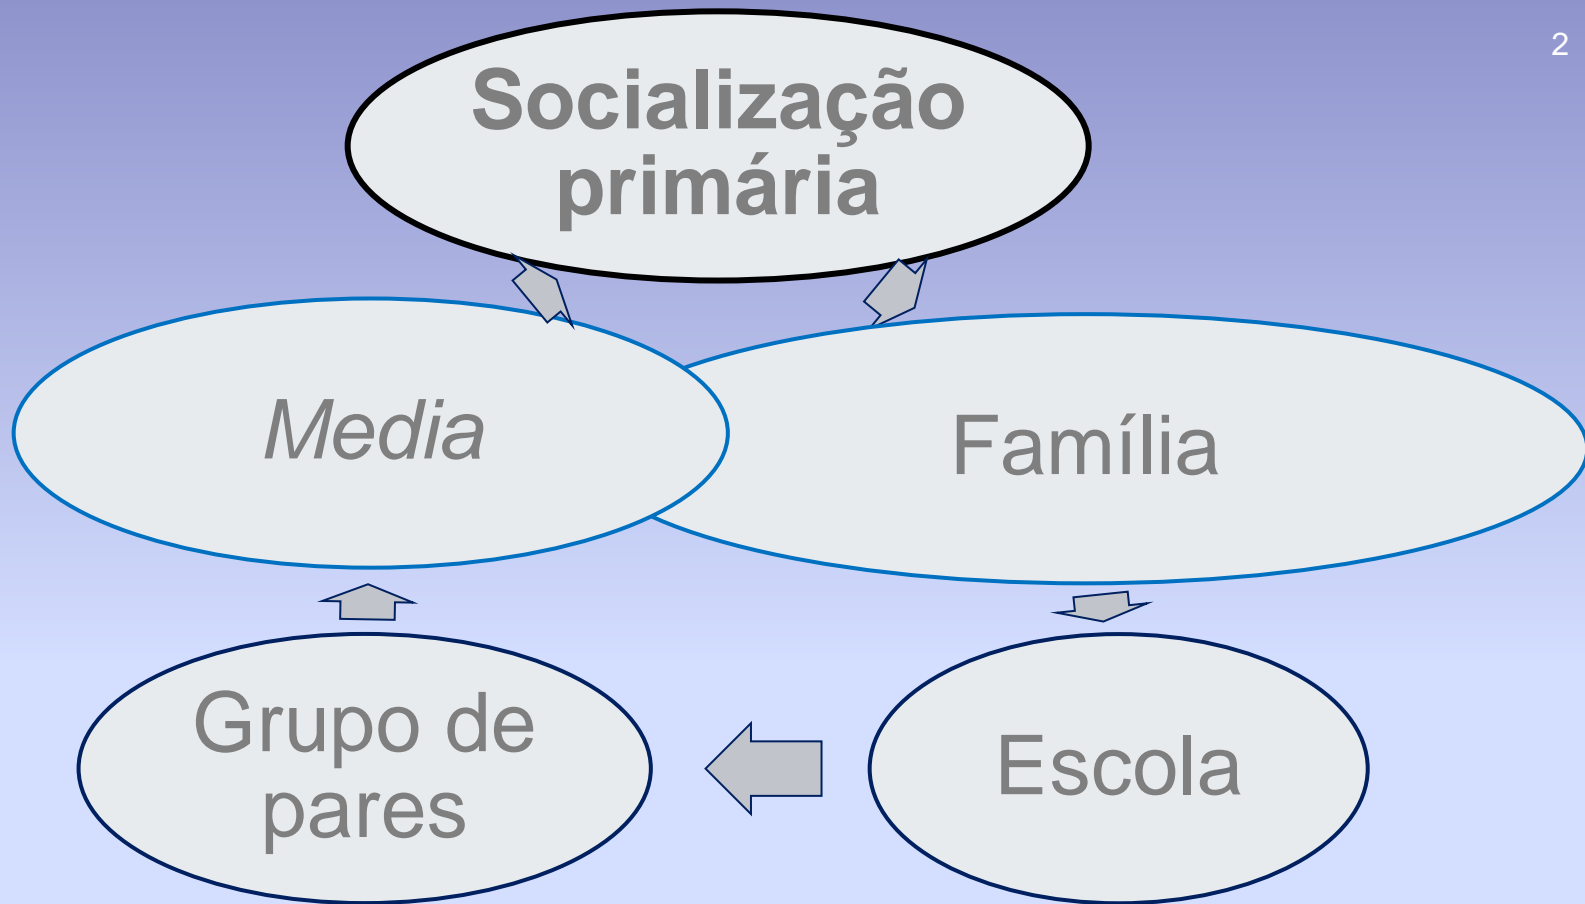 2
Socialização
primária
Media
Família
Grupo de
pares
Escola